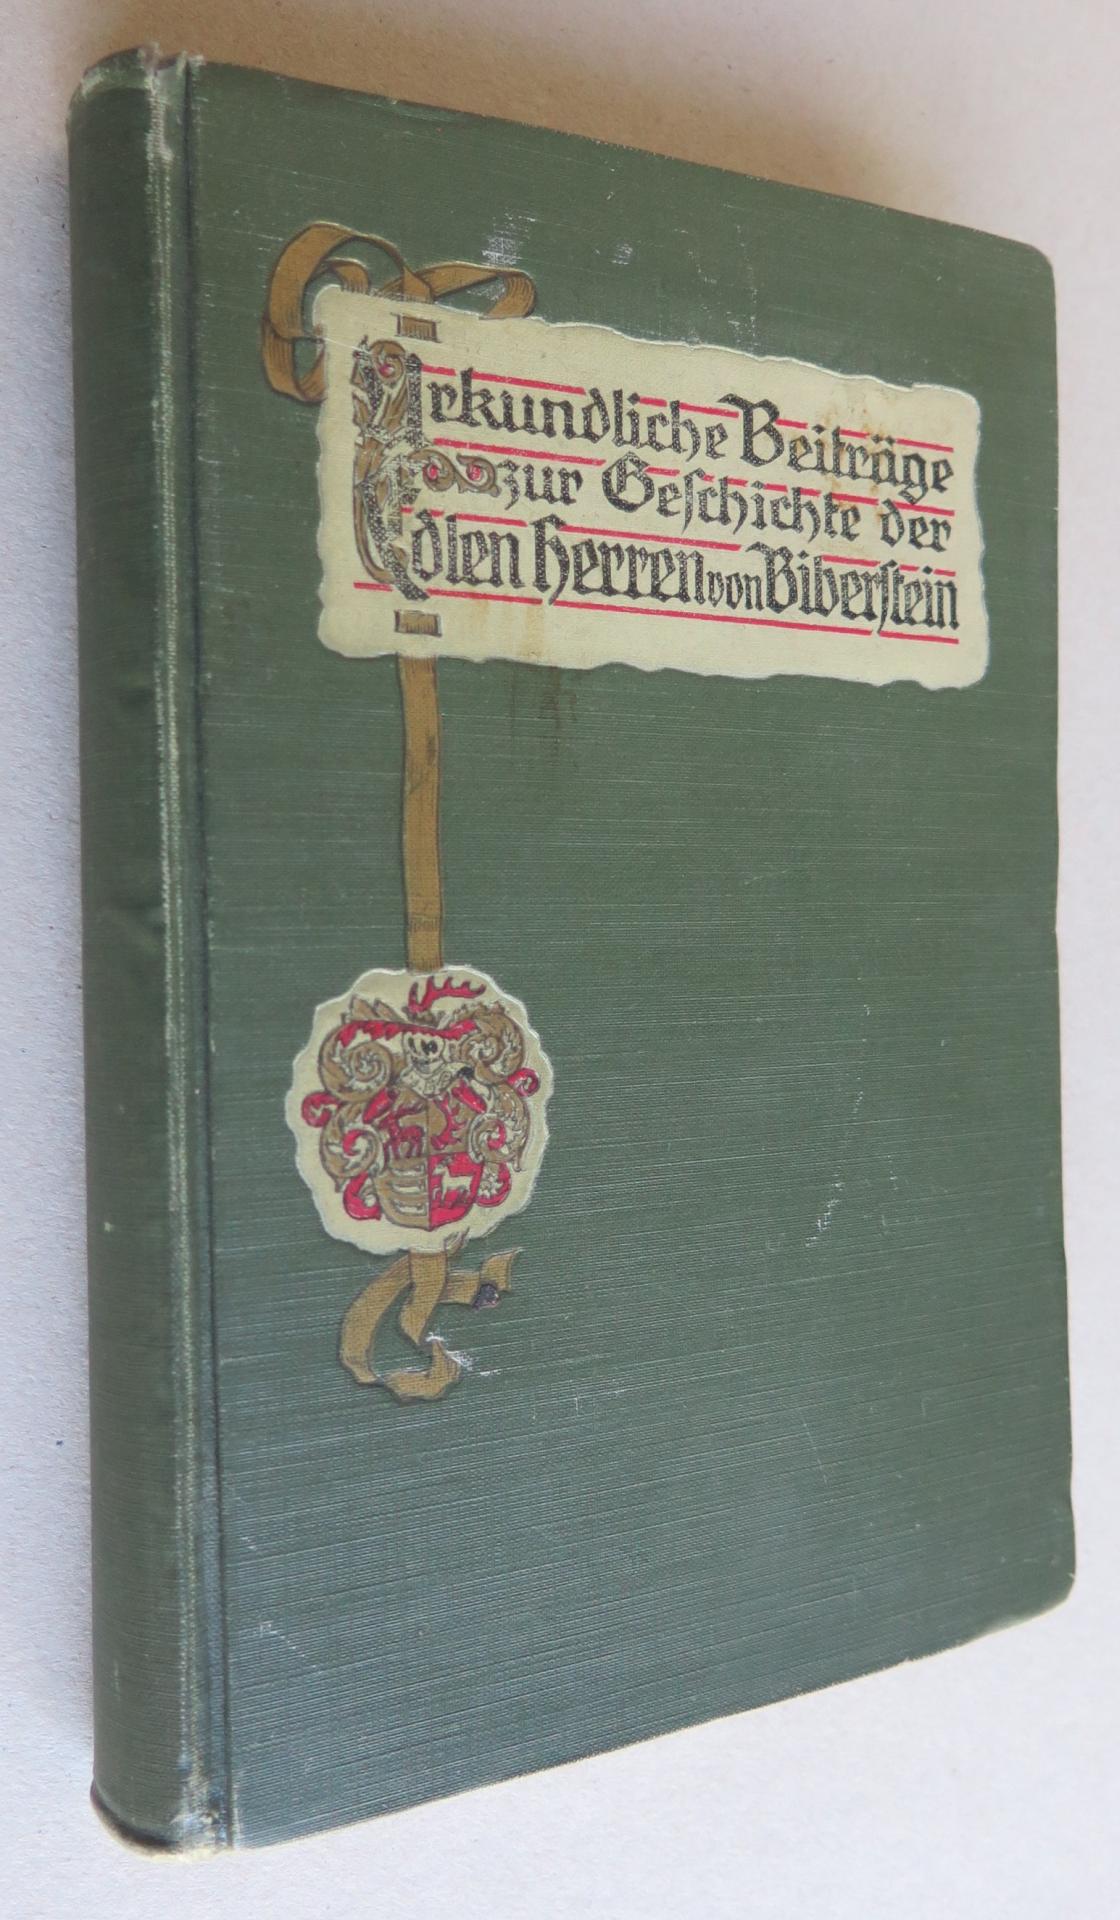 Urkundliche Beiträge
zur Geſchichte der
Edlen Herren von Biberſtein